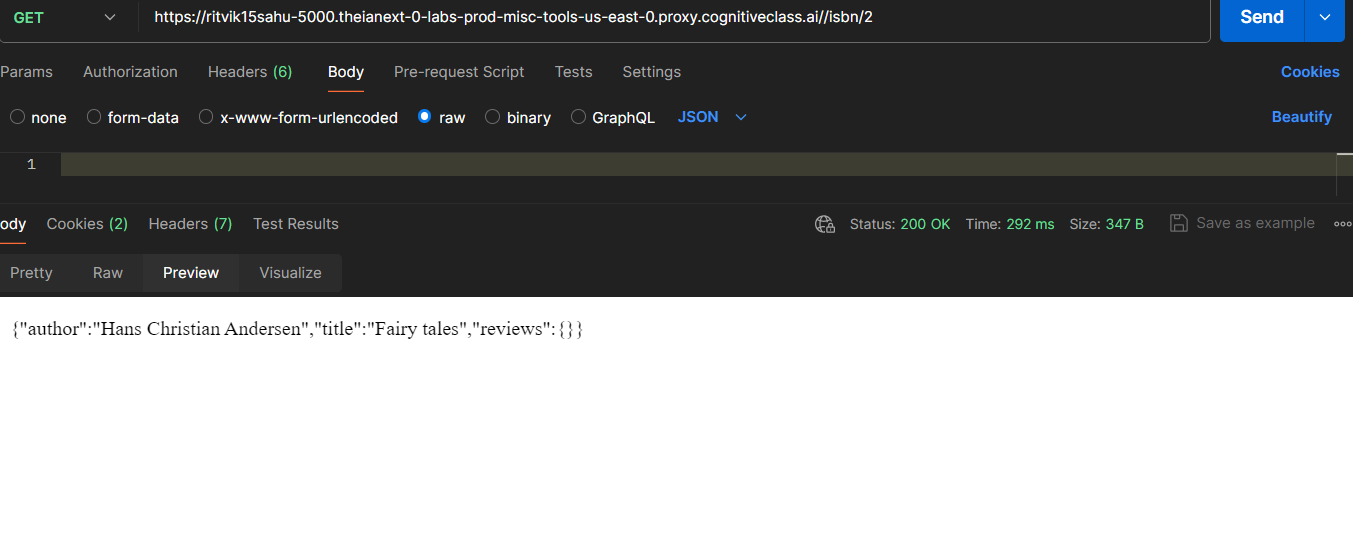 GET https://ritvik15sahu-5000.theianext-0-labs-prod-misc-tools-us-east-0.proxy.cognitiveclass.ai//isbn/2 Send
Params Authorization Headers (6) Body Pre-request Script Tests Settings Cookies
none form-data x-www-form-urlencoded raw binary GraphQL JSON Beautify
1
ody Cookies (2) Headers (7) Test Results Status: 200 OK Time: 292 ms Size: 347 B Save as example
Pretty Raw Preview Visualize
{"author":"Hans Christian Andersen","title":"Fairy tales","reviews":{}}